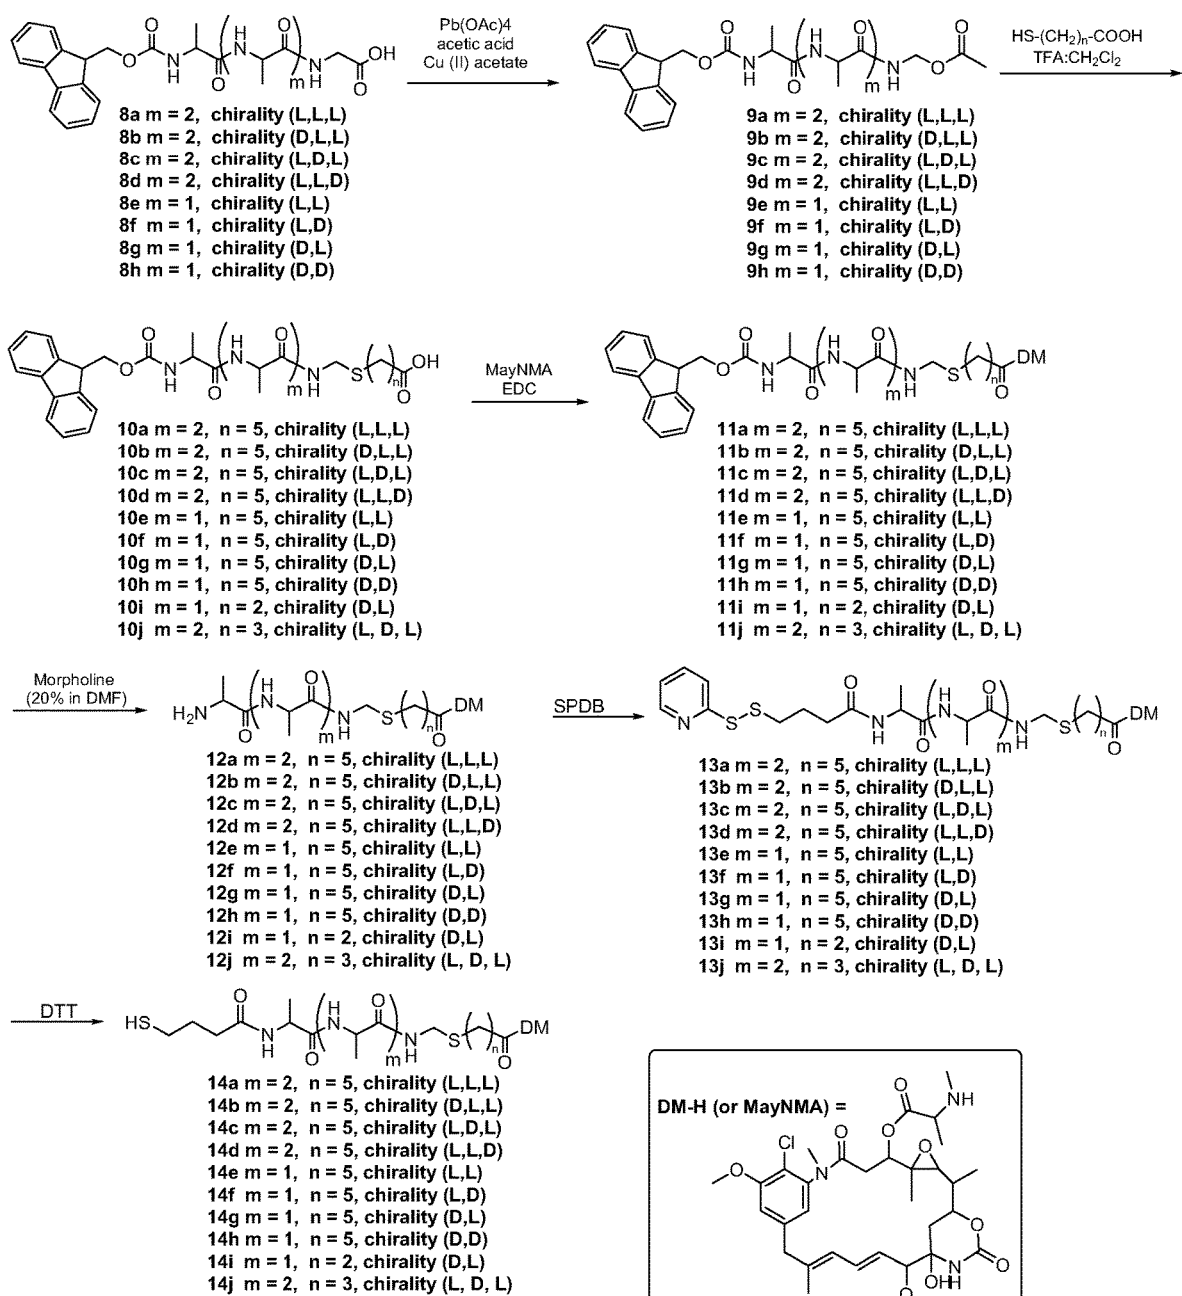 Pb(OAc)4
acetic acid
Cu (II) acetate
HS-(CH2)n-COOH
TFA:CH2Cl2
8a m = 2, chirality (L,L,L)
8b m = 2, chirality (D,L,L)
8c m = 2, chirality (L,D,L)
8d m = 2, chirality (L,L,D)
8e m = 1, chirality (L,L)
8f m = 1, chirality (L,D)
8g m = 1, chirality (D,L)
8h m = 1, chirality (D,D)
9a m = 2, chirality (L,L,L)
9b m = 2, chirality (D,L,L)
9c m = 2, chirality (L,D,L)
9d m = 2, chirality (L,L,D)
9e m = 1, chirality (L,L)
9f m = 1, chirality (L,D)
9g m = 1, chirality (D,L)
9h m = 1, chirality (D,D)
MayNMA
EDC
10a m = 2, n = 5, chirality (L,L,L)
10b m = 2, n = 5, chirality (D,L,L)
10c m = 2, n = 5, chirality (L,D,L)
10d m = 2, n = 5, chirality (L,L,D)
10e m = 1, n = 5, chirality (L,L)
10f m = 1, n = 5, chirality (L,D)
10g m = 1, n = 5, chirality (D,L)
10h m = 1, n = 5, chirality (D,D)
10i m = 1, n = 2, chirality (D,L)
10j m = 2, n = 3, chirality (L, D, L)
11a m = 2, n = 5, chirality (L,L,L)
11b m = 2, n = 5, chirality (D,L,L)
11c m = 2, n = 5, chirality (L,D,L)
11d m = 2, n = 5, chirality (L,L,D)
11e m = 1, n = 5, chirality (L,L)
11f m = 1, n = 5, chirality (L,D)
11g m = 1, n = 5, chirality (D,L)
11h m = 1, n = 5, chirality (D,D)
11i m = 1, n = 2, chirality (D,L)
11j m = 2, n = 3, chirality (L, D, L)
Morpholine
(20% in DMF)
SPDB
12a m = 2, n = 5, chirality (L,L,L)
12b m = 2, n = 5, chirality (D,L,L)
12c m = 2, n = 5, chirality (L,D,L)
12d m = 2, n = 5, chirality (L,L,D)
12e m = 1, n = 5, chirality (L,L)
12f m = 1, n = 5, chirality (L,D)
12g m = 1, n = 5, chirality (D,L)
12h m = 1, n = 5, chirality (D,D)
12i m = 1, n = 2, chirality (D,L)
12j m = 2, n = 3, chirality (L, D, L)
13a m = 2, n = 5, chirality (L,L,L)
13b m = 2, n = 5, chirality (D,L,L)
13c m = 2, n = 5, chirality (L,D,L)
13d m = 2, n = 5, chirality (L,L,D)
13e m = 1, n = 5, chirality (L,L)
13f m = 1, n = 5, chirality (L,D)
13g m = 1, n = 5, chirality (D,L)
13h m = 1, n = 5, chirality (D,D)
13i m = 1, n = 2, chirality (D,L)
13j m = 2, n = 3, chirality (L, D, L)
DTT
14a m = 2, n = 5, chirality (L,L,L)
14b m = 2, n = 5, chirality (D,L,L)
14c m = 2, n = 5, chirality (L,D,L)
14d m = 2, n = 5, chirality (L,L,D)
14e m = 1, n = 5, chirality (L,L)
14f m = 1, n = 5, chirality (L,D)
14g m = 1, n = 5, chirality (D,L)
14h m = 1, n = 5, chirality (D,D)
14i m = 1, n = 2, chirality (D,L)
14j m = 2, n = 3, chirality (L, D, L)
DM-H (or MayNMA) =